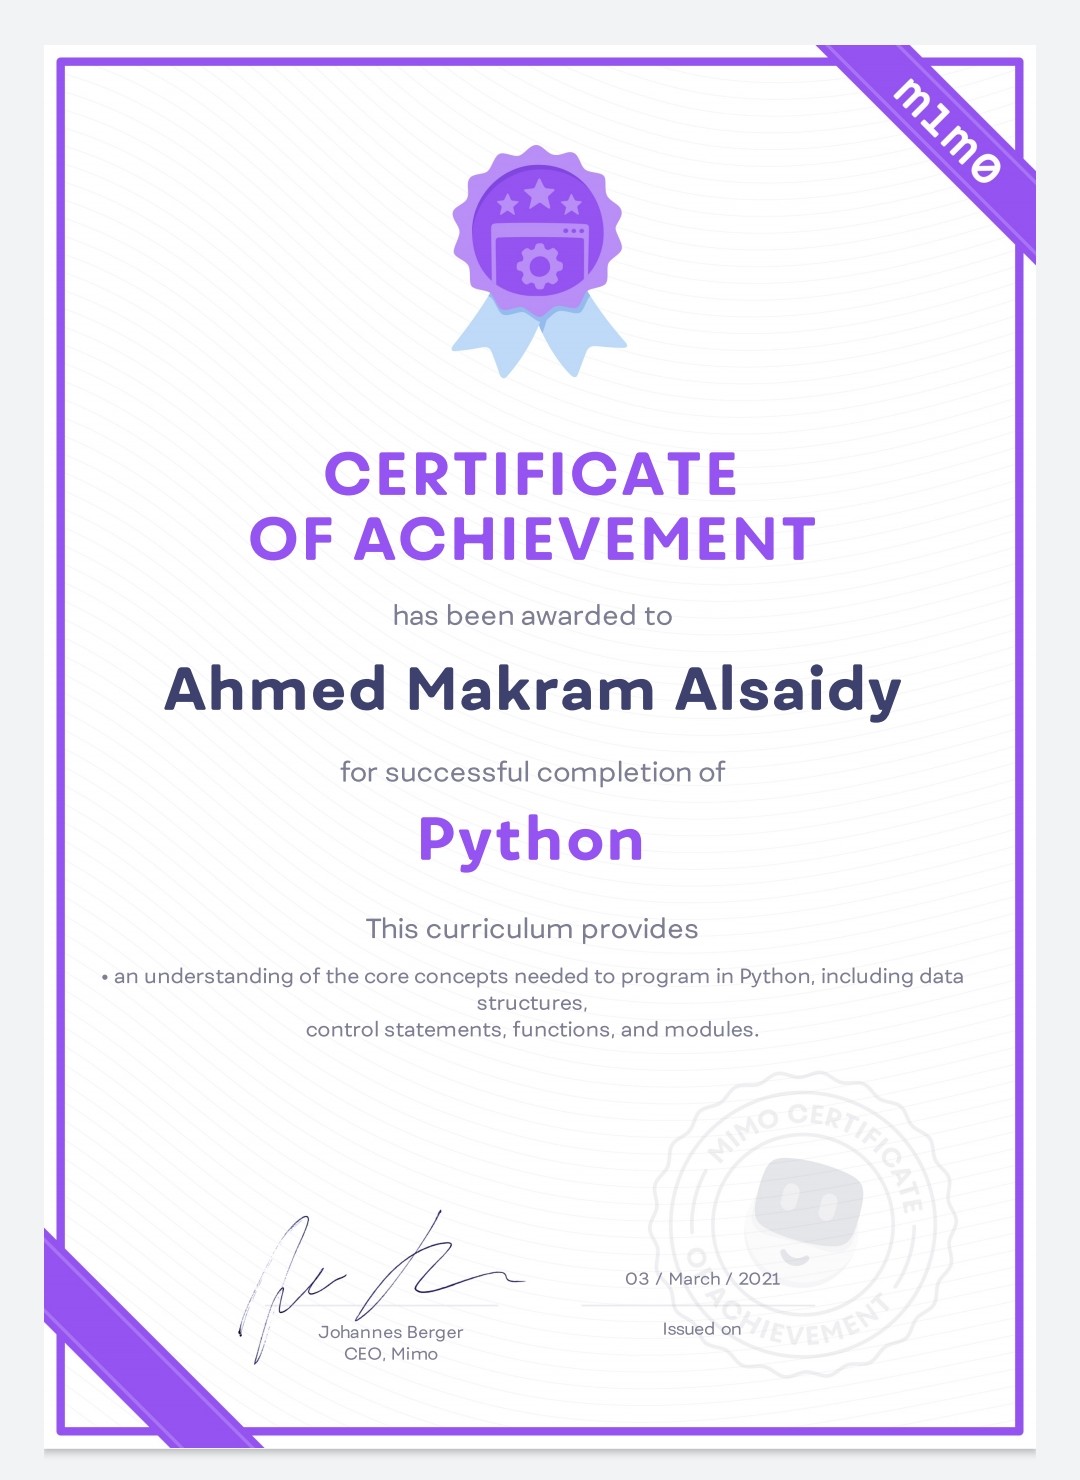 m1m0
CERTIFICATE
OF ACHIEVEMENT
has been awarded to
Ahmed Makram Alsaidy
for successful completion of
Python
This curriculum provides
• an understanding of the core concepts needed to program in Python, including data
structures,
control statements, functions, and modules.
MIMO CERTIFICATE
OF ACHIEVEMENT
03 / March / 2021
Johannes Berger
CEO, Mimo
Issued on